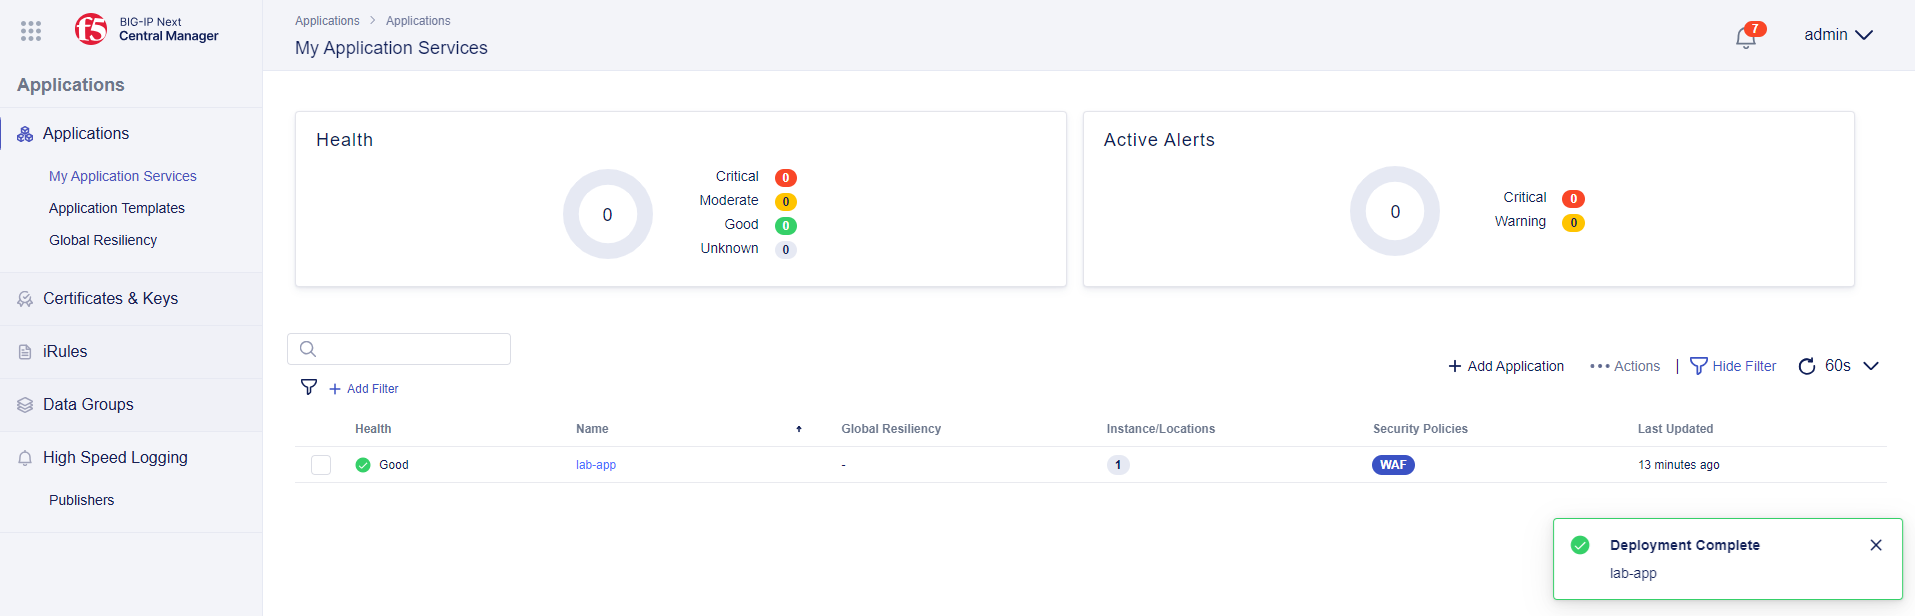 f5
BIG-IP Next
Central Manager
Applications
Applications
My Application Services
Application Templates
Global Resiliency
Certificates & Keys
iRules
Data Groups
High Speed Logging
Publishers
Applications > Applications
My Application Services
7
admin
Health
0
Critical 0
Moderate 0
Good 0
Unknown 0
Active Alerts
0
Critical 0
Warning 0
+ Add Application ••• Actions | Hide Filter 60s
+ Add Filter
Health Name Global Resiliency Instance/Locations Security Policies Last Updated
Good lab-app - 1 WAF 13 minutes ago
Deployment Complete
lab-app